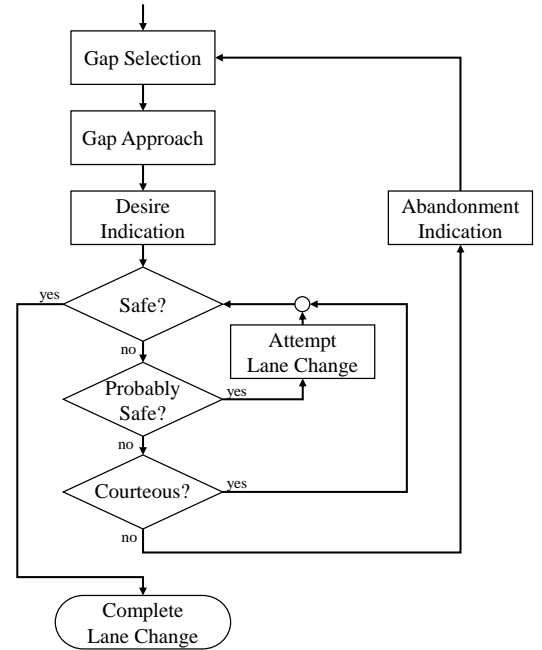 Gap Selection
Gap Approach
Desire
Indication
Abandonment
Indication
yes
Safe?
no
Attempt
Lane Change
Probably
Safe?
yes
no
Courteous?
yes
no
Complete
Lane Change